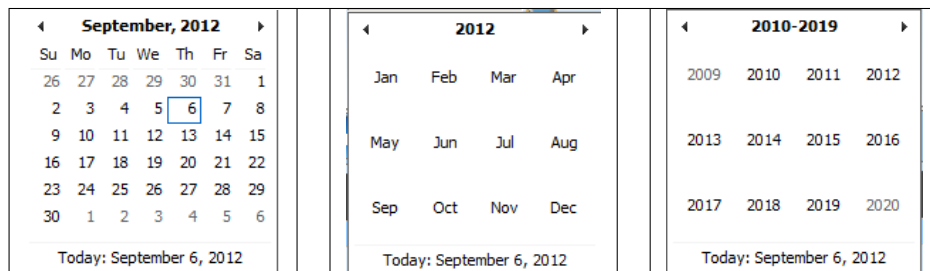 September, 2012
Su Mo Tu We Th Fr Sa
26 27 28 29 30 31 1
2 3 4 5 6 7 8
9 10 11 12 13 14 15
16 17 18 19 20 21 22
23 24 25 26 27 28 29
30 1 2 3 4 5 6
Today: September 6, 2012
2012
Jan Feb Mar Apr
May Jun Jul Aug
Sep Oct Nov Dec
Today: September 6, 2012
2010-2019
2009 2010 2011 2012
2013 2014 2015 2016
2017 2018 2019 2020
Today: September 6, 2012